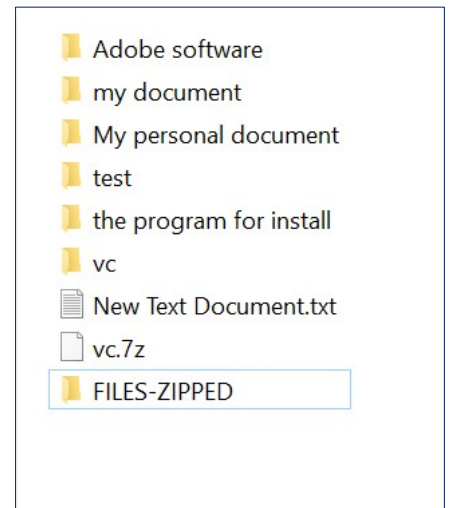 Adobe software
my document
My personal document
test
the program for install
vc
New Text Document.txt
vc.7z
FILES-ZIPPED